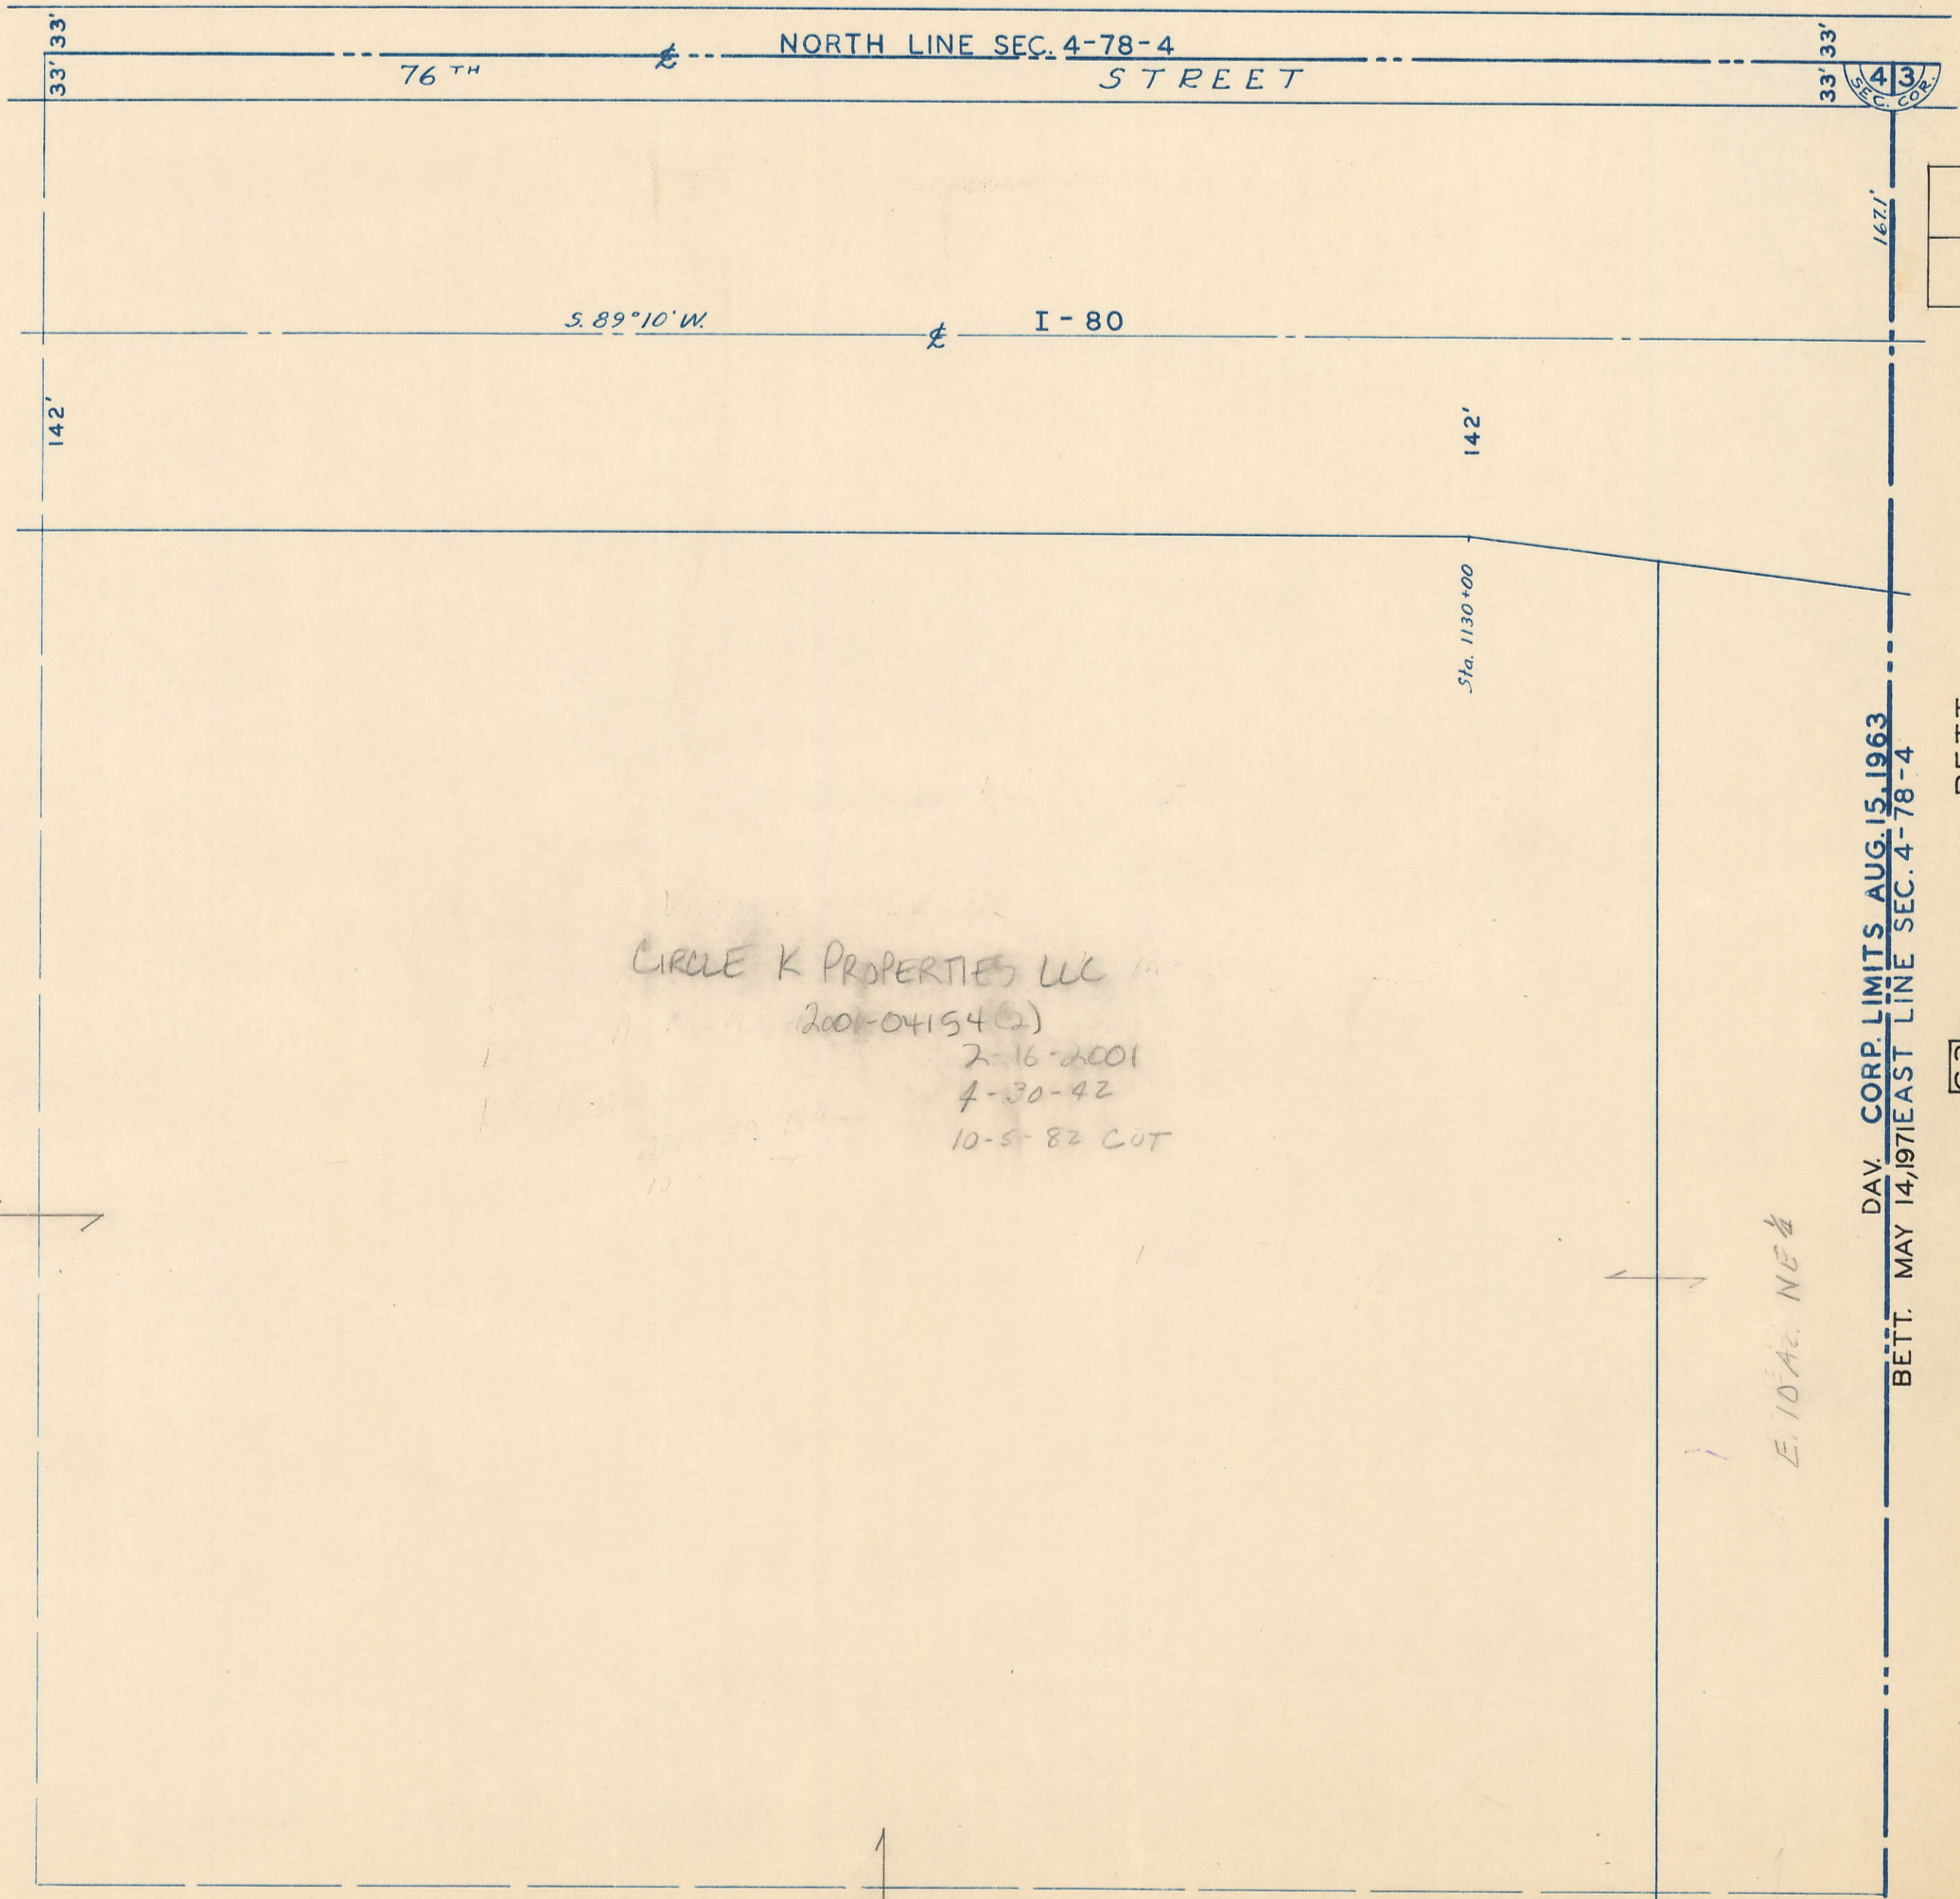 33'
33'
NORTH LINE SEC. 4-78-4
76TH STREET
33'
33'
4 3
SEC. COR.
167.1'
S. 89°10' W.
I-80
142'
142'
Sta. 1130+00
CIRCLE K PROPERTIES LLC
2001-04154(2)
2-16-2001
4-30-42
10-5-82 COT
E. 10 Ac. NE 1/4
DAV. CORP. LIMITS AUG. 15, 1963
BETT. MAY 14, 1971 EAST LINE SEC. 4-78-4